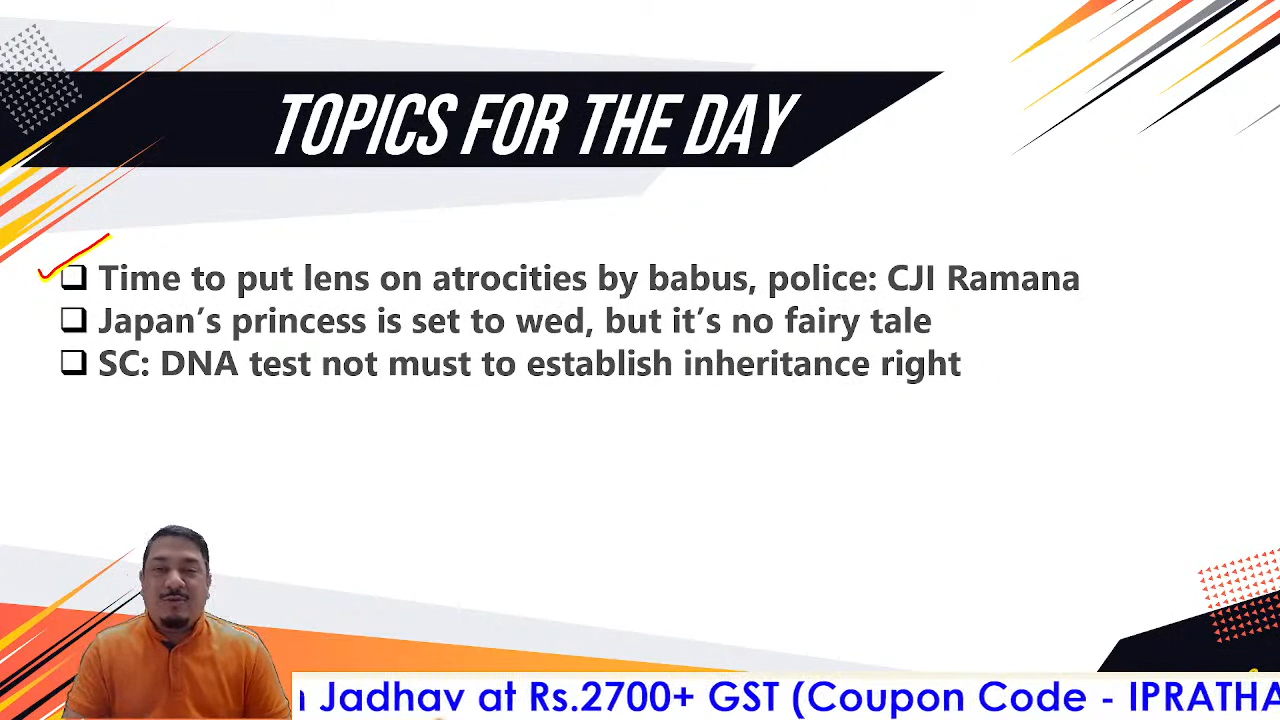 TOPICS FOR THE DAY
Time to put lens on atrocities by babus, police: CJI Ramana
Japan's princess is set to wed, but it's no fairy tale
SC: DNA test not must to establish inheritance right
Jadhav at Rs.2700+ GST (Coupon Code - IPRATHA